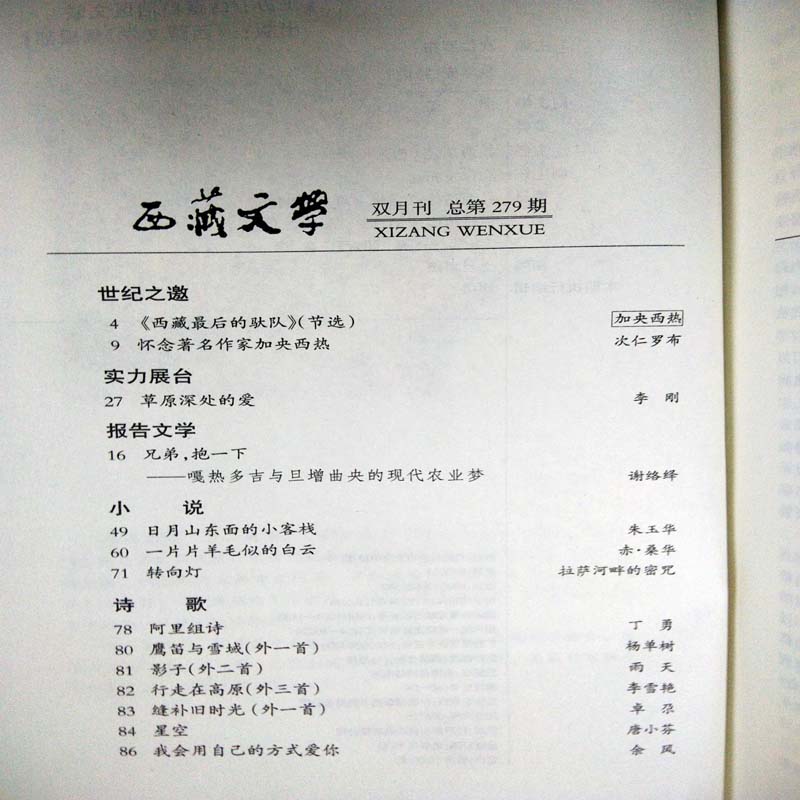 西藏文學 双月刊 总第279期
XIZANG WENXUE
世纪之邀
4 《西藏最后的驮队》(节选) 加央西热
9 怀念著名作家加央西热 次仁罗布
实力展台
27 草原深处的爱 李 刚
报告文学
16 兄弟,抱一下
——嘎热多吉与旦增曲央的现代农业梦 谢络绎
小 说
49 日月山东面的小客栈 朱玉华
60 一片片羊毛似的白云 赤·桑华
71 转向灯 拉萨河畔的密咒
诗 歌
78 阿里组诗 丁 勇
80 鹰笛与雪域(外一首) 杨单树
81 影子(外二首) 雨 天
82 行走在高原(外三首) 李雪艳
83 缝补旧时光(外一首) 卓 尕
84 星空 唐小芬
86 我会用自己的方式爱你 余 风